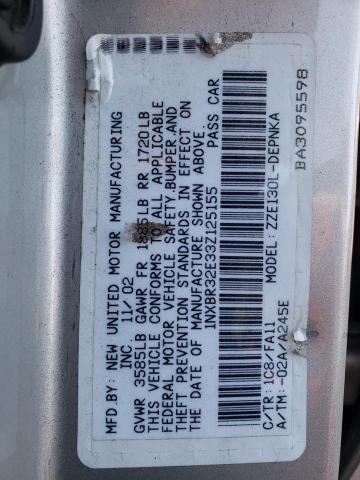 MFD.BY: NEW UNITED MOTOR MANUFACTURING
INC. 11/02
GVWR 3585LB GAWR FR 1885LB RR 1720LB
THIS VEHICLE CONFORMS TO ALL APPLICABLE
FEDERAL MOTOR VEHICLE SAFETY,BUMPER,AND
THEFT PREVENTION STANDARDS IN EFFECT ON
THE DATE OF MANUFACTURE SHOWN ABOVE.
1NXBR32E33Z125155 PASS CAR
C/TR: 1C8/FA11 MODEL: ZZE130L-DEPNKA
A/TM: -02A/A245E
BA3095598